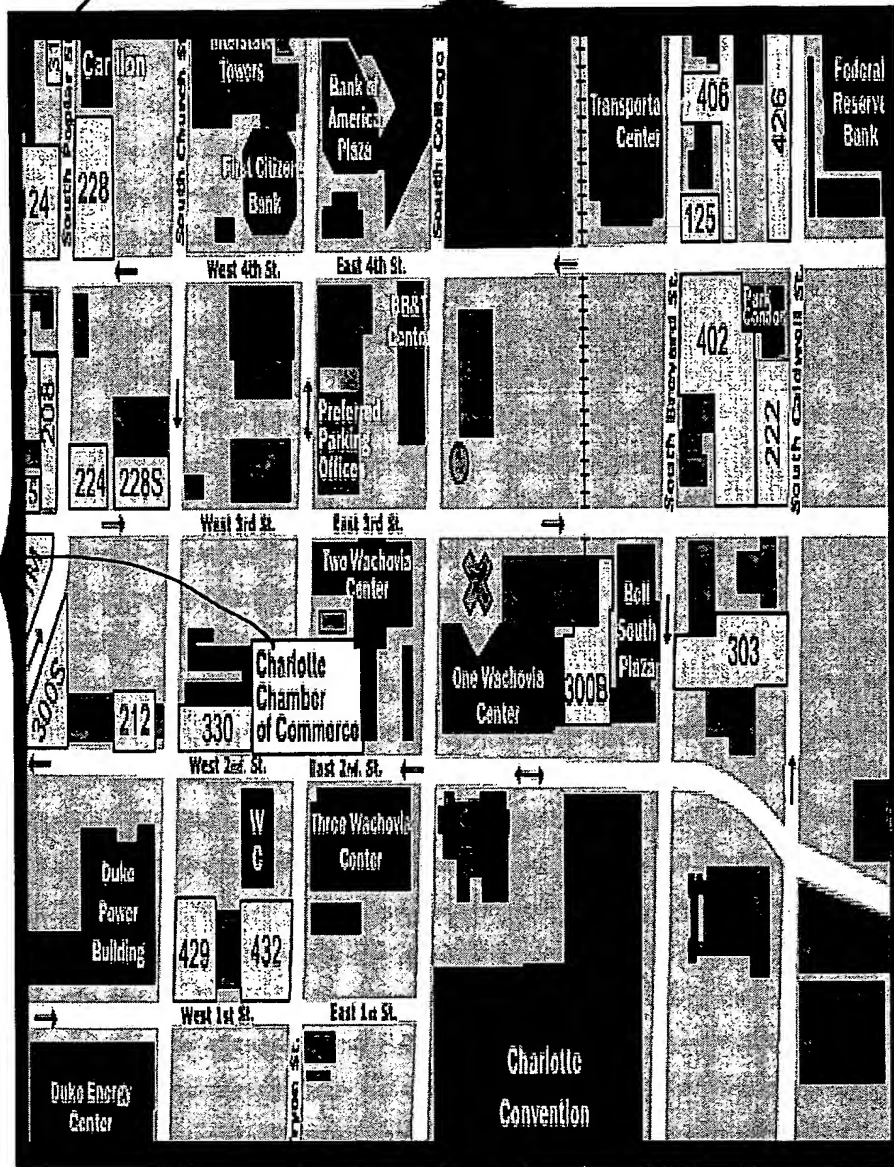 Carillon
Towers
Bank of
America
Plaza
Transporta
Center
406
426
Federal
Reserve
Bank
South Church S
South College
24
228
First Citizens
Bank
125
West 4th St.
East 4th St.
BB&T
Cente
402
Park
Condos
South Brevard St.
South Caldwell St.
208
224
228S
Preferred
Parking
Office
222
West 3rd St.
East 3rd St.
Two Wachovia
Center
Bell
South
Plaza
303
300S
212
330
Charlotte
Chamber
of Commerce
One Wachovia
Center
300B
West 2nd. St.
East 2nd. St.
W
C
Three Wachovia
Center
Duke
Power
Building
429
432
West 1st St.
East 1st St.
Duke Energy
Center
Charlotte
Convention